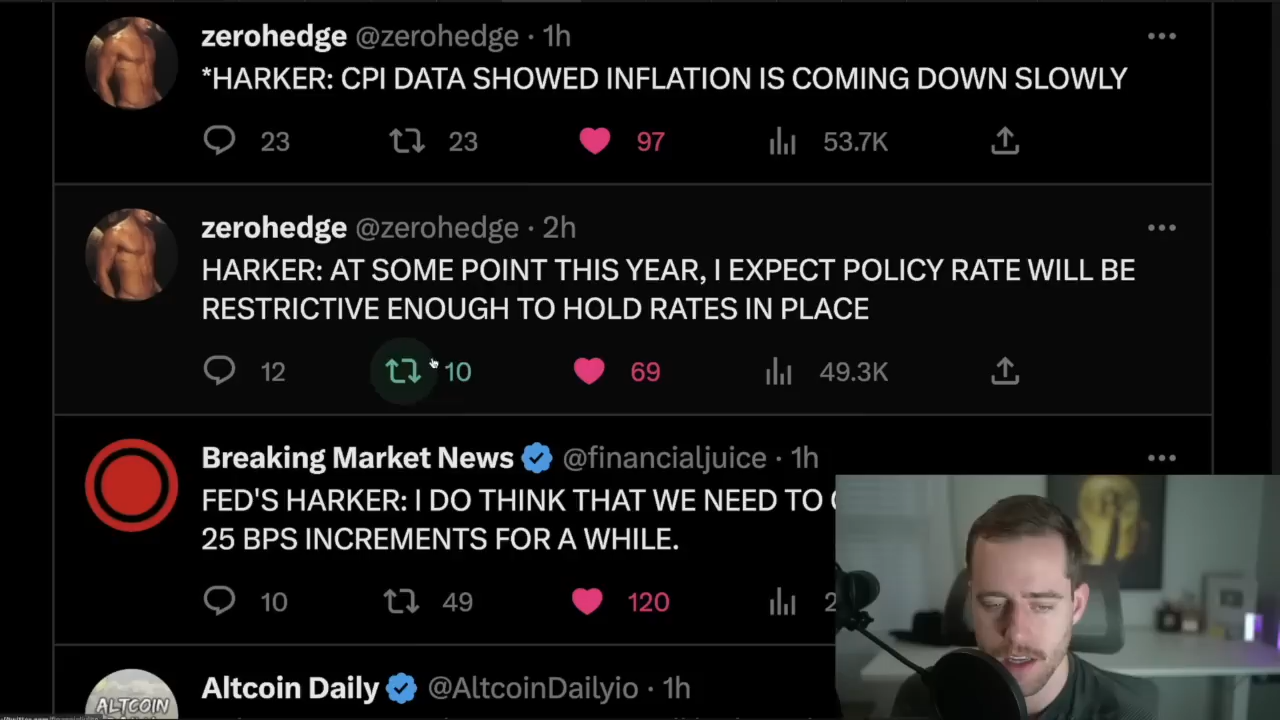 zerohedge @zerohedge · 1h
*HARKER: CPI DATA SHOWED INFLATION IS COMING DOWN SLOWLY
23 23 97 53.7K
zerohedge @zerohedge · 2h
HARKER: AT SOME POINT THIS YEAR, I EXPECT POLICY RATE WILL BE
RESTRICTIVE ENOUGH TO HOLD RATES IN PLACE
12 10 69 49.3K
Breaking Market News @financialjuice · 1h
FED'S HARKER: I DO THINK THAT WE NEED TO
25 BPS INCREMENTS FOR A WHILE.
10 49 120 2
Altcoin Daily @AltcoinDailyio · 1h
ALTCOIN